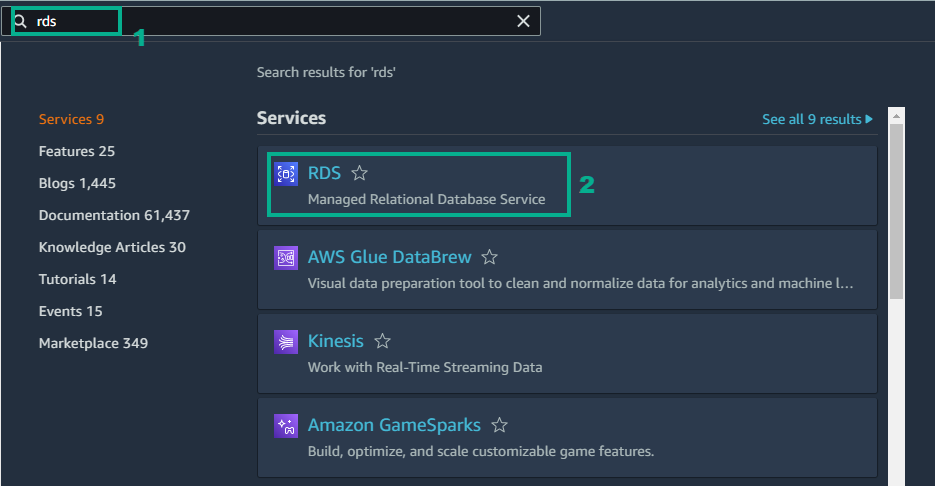 rds
1
Search results for 'rds'
Services 9
Features 25
Blogs 1,445
Documentation 61,437
Knowledge Articles 30
Tutorials 14
Events 15
Marketplace 349
Services
See all 9 results
RDS
Managed Relational Database Service
2
AWS Glue DataBrew
Visual data preparation tool to clean and normalize data for analytics and machine l...
Kinesis
Work with Real-Time Streaming Data
Amazon GameSparks
Build, optimize, and scale customizable game features.